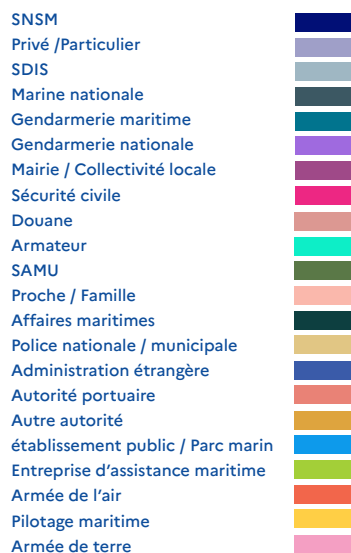 SNSM
Privé /Particulier
SDIS
Marine nationale
Gendarmerie maritime
Gendarmerie nationale
Mairie / Collectivité locale
Sécurité civile
Douane
Armateur
SAMU
Proche / Famille
Affaires maritimes
Police nationale / municipale
Administration étrangère
Autorité portuaire
Autre autorité
établissement public / Parc marin
Entreprise d’assistance maritime
Armée de l’air
Pilotage maritime
Armée de terre